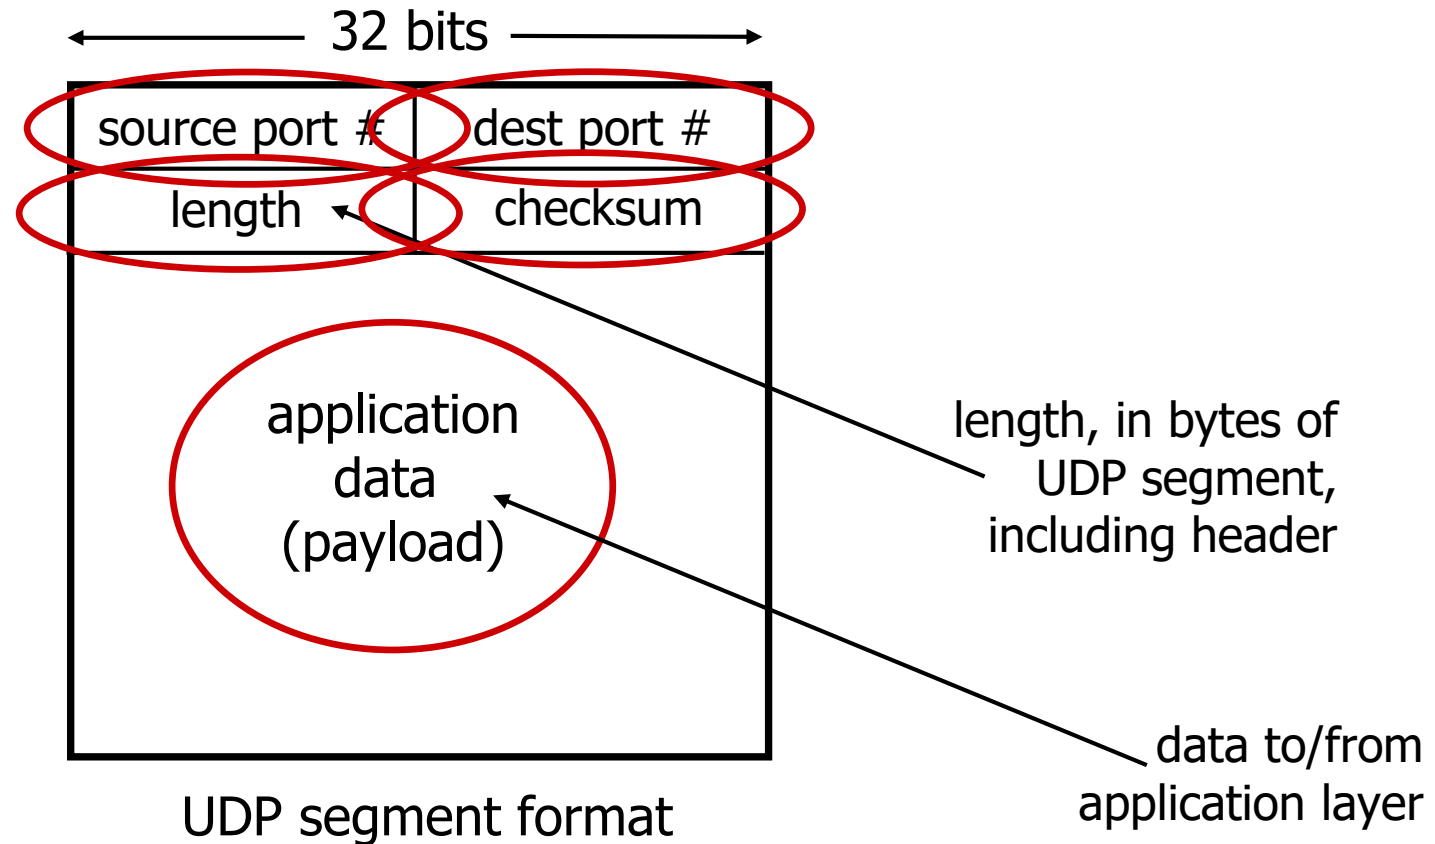 32 bits
source port # dest port #
length checksum
application
data
(payload)
length, in bytes of
UDP segment,
including header
data to/from
application layer
UDP segment format